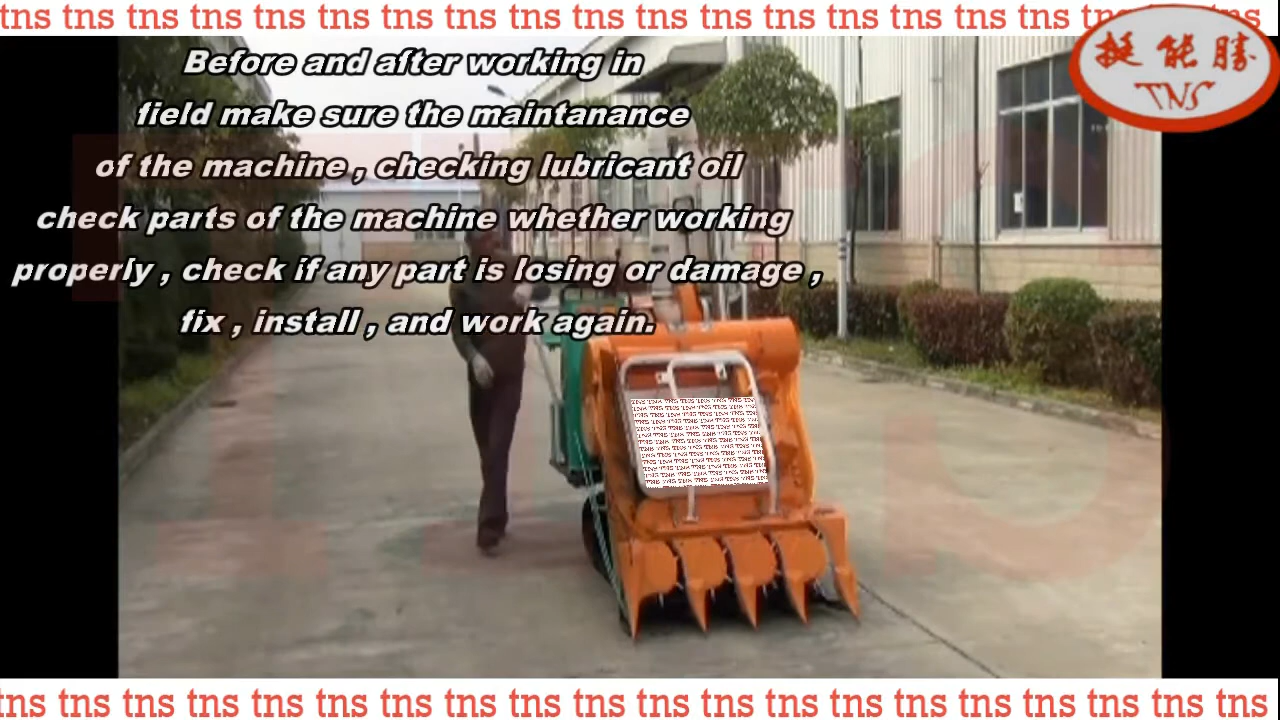 tns tns tns tns tns tns tns tns tns tns tns tns tns tns tns tns tns tns tns tns
挺能勝
TNS
Before and after working in
field make sure the maintanance
of the machine , checking lubricant oil
check parts of the machine whether working
properly , check if any part is losing or damage ,
fix , install , and work again.
tns tns tns tns tns tns tns tns tns tns tns tns tns tns tns tns tns tns tns tns